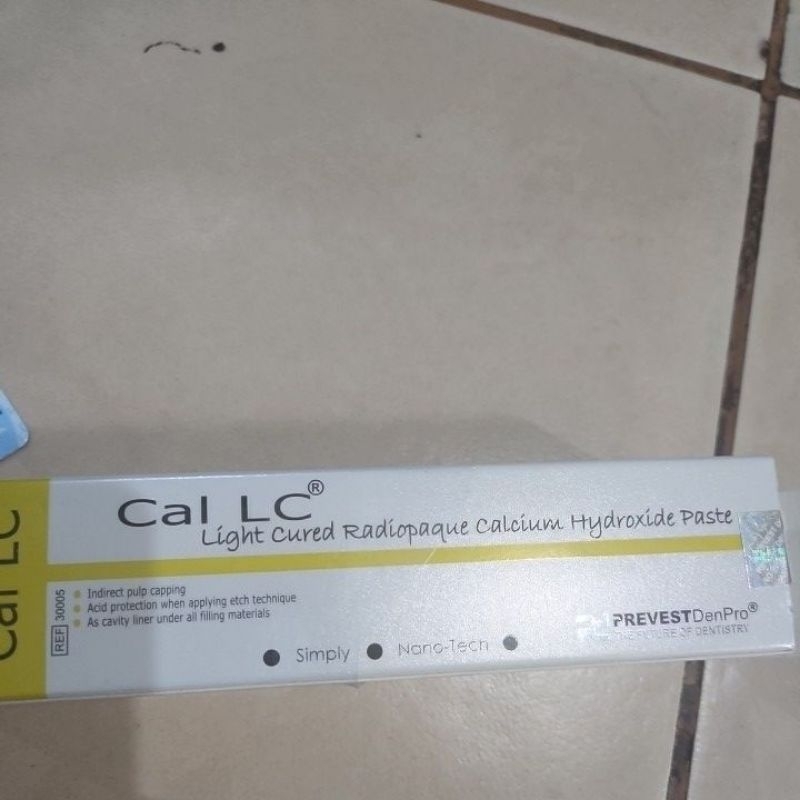 Cal LC
Cal LC®
Light Cured Radiopaque Calcium Hydroxide Paste
REF 30005
Indirect pulp capping
Acid protection when applying etch technique
As cavity liner under all filling materials
Simply Nano-Tech
PREVESTDenPro®
THE FUTURE OF DENTISTRY